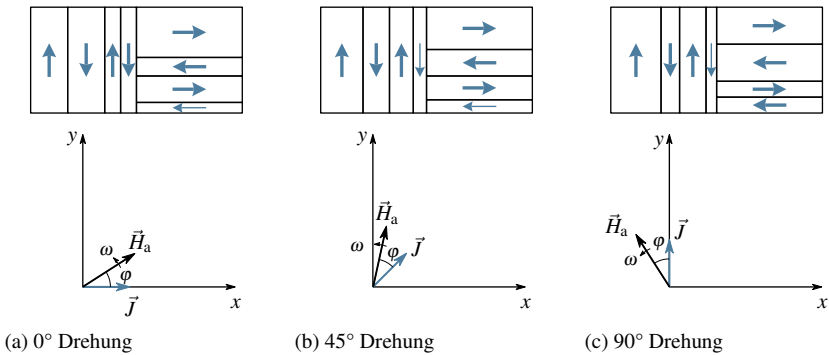 y
H⃗a
ω
φ
J⃗
x
(a) 0° Drehung
y
H⃗a
ω
φ
J⃗
x
(b) 45° Drehung
y
H⃗a
φ
J⃗
ω
x
(c) 90° Drehung